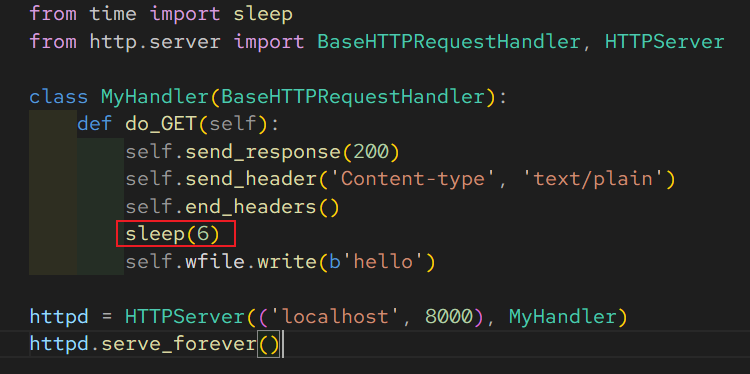 from time import sleep
from http.server import BaseHTTPRequestHandler, HTTPServer

class MyHandler(BaseHTTPRequestHandler):
    def do_GET(self):
        self.send_response(200)
        self.send_header('Content-type', 'text/plain')
        self.end_headers()
        sleep(6)
        self.wfile.write(b'hello')

httpd = HTTPServer(('localhost', 8000), MyHandler)
httpd.serve_forever()